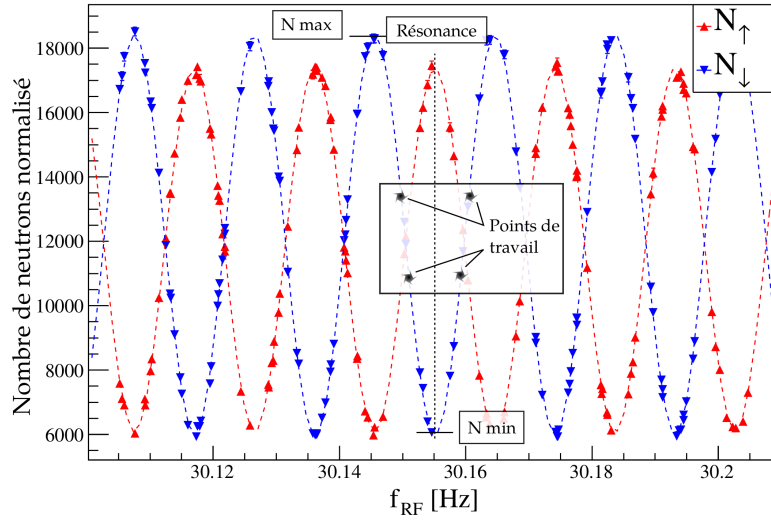 N max
Résonance
N↑
N↓
18000
16000
14000
12000
10000
8000
6000
Nombre de neutrons normalisé
Points de
travail
N min
30.12
30.14
30.16
30.18
30.2
f_RF [Hz]